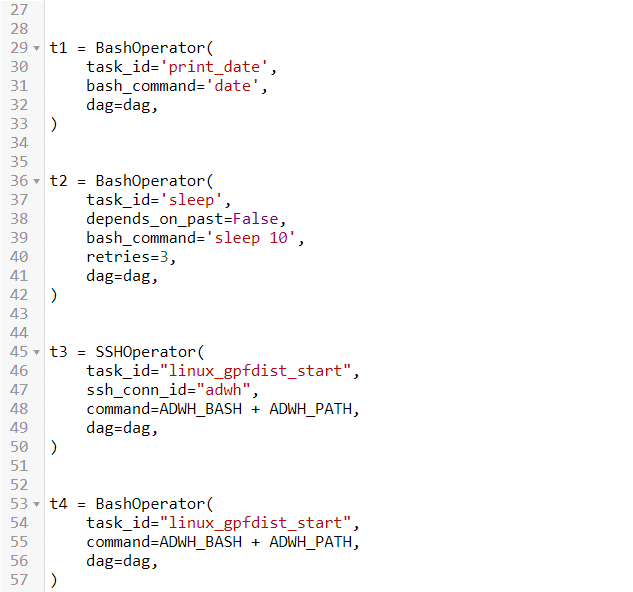 27
28
29 t1 = BashOperator(
30     task_id='print_date',
31     bash_command='date',
32     dag=dag,
33 )
34
35
36 t2 = BashOperator(
37     task_id='sleep',
38     depends_on_past=False,
39     bash_command='sleep 10',
40     retries=3,
41     dag=dag,
42 )
43
44
45 t3 = SSHOperator(
46     task_id="linux_gpfdist_start",
47     ssh_conn_id="adwh",
48     command=ADWH_BASH + ADWH_PATH,
49     dag=dag,
50 )
51
52
53 t4 = BashOperator(
54     task_id="linux_gpfdist_start",
55     command=ADWH_BASH + ADWH_PATH,
56     dag=dag,
57 )